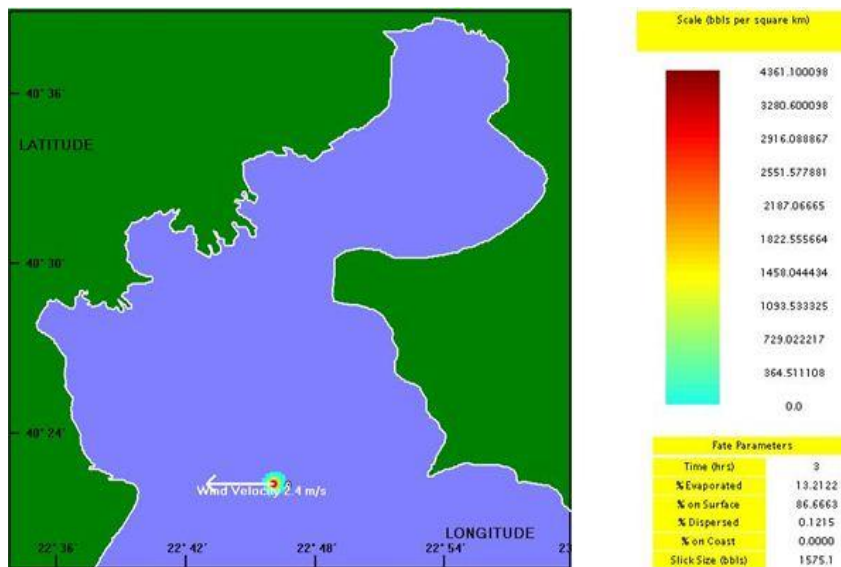 40° 36'
LATITUDE
40° 30'
40° 24'
Wind Velocity 2.4 m/s
LONGITUDE
22° 36' 22° 42' 22° 48' 22° 54' 23
Scale (bbls per square km)
4361.100098
3280.600098
2916.088867
2551.577881
2187.06665
1822.555664
1458.044434
1093.533325
729.022217
364.511108
0.0
Fate Parameters
Time (hrs) 3
% Evaporated 13.2122
% on Surface 86.6663
% Dispersed 0.1215
% on Coast 0.0000
Slick Size (bbls) 1575.1